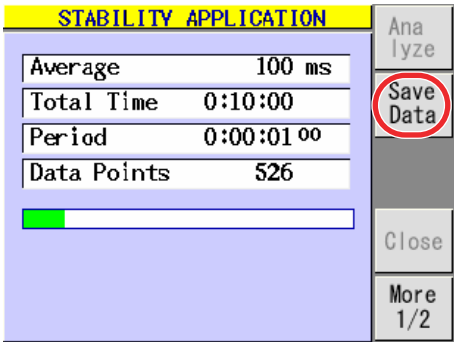 STABILITY APPLICATION
Average 100 ms
Total Time 0:10:00
Period 0:00:01 00
Data Points 526
Ana
lyze
Save
Data
Close
More
1/2